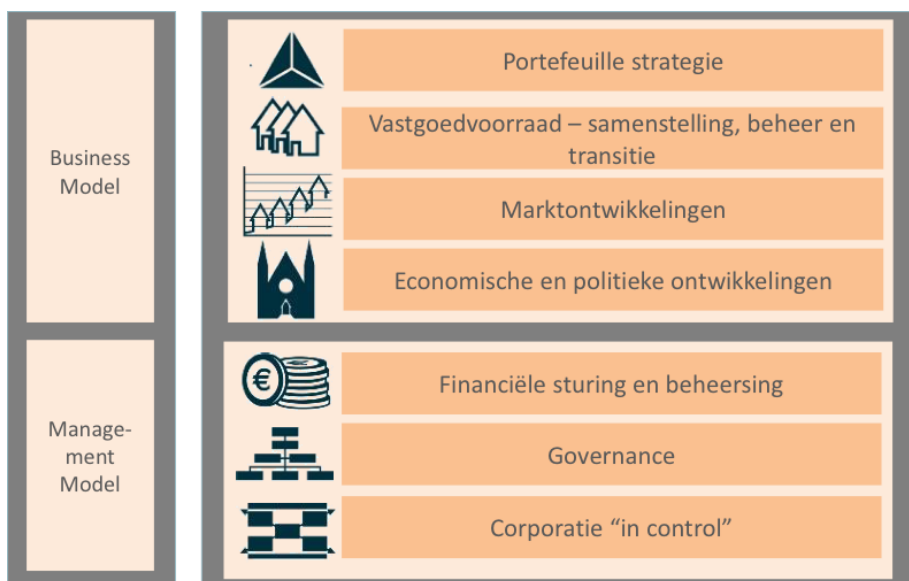 Business
Model
Portefeuille strategie
Vastgoedvoorraad – samenstelling, beheer en
transitie
Marktontwikkelingen
Economische en politieke ontwikkelingen
Manage-
ment
Model
€
Financiële sturing en beheersing
Governance
Corporatie “in control”